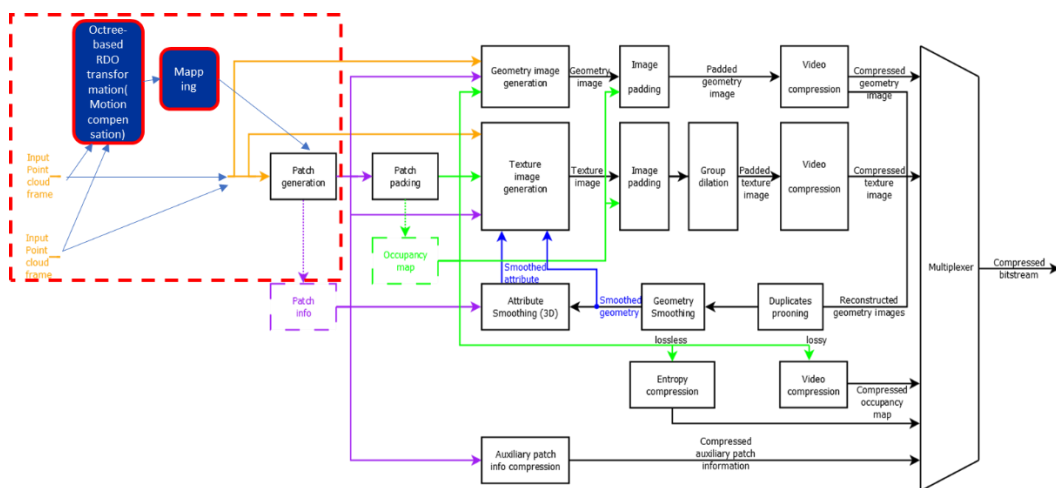 Octree-
based
RDO
transfor
mation(
Motion
compen
sation)
Mapp
ing
Input
Point
cloud
frame
Input
Point
cloud
frame
Patch
generation
Patch
packing
Patch
info
Occupancy
map
Geometry image
generation
Geometry
image
Image
padding
Padded
geometry
image
Video
compression
Compressed
geometry
image
Texture
image
generation
Texture
image
Image
padding
Group
dilation
Padded
texture
image
Video
compression
Compressed
texture
image
Smoothed
attribute
Attribute
Smoothing (3D)
Smoothed
geometry
Geometry
Smoothing
Duplicates
prooning
Reconstructed
geometry images
lossless
lossy
Entropy
compression
Video
compression
Compressed
occupancy
map
Auxiliary patch
info compression
Compressed
auxiliary patch
information
Multiplexer
Compressed
bitstream